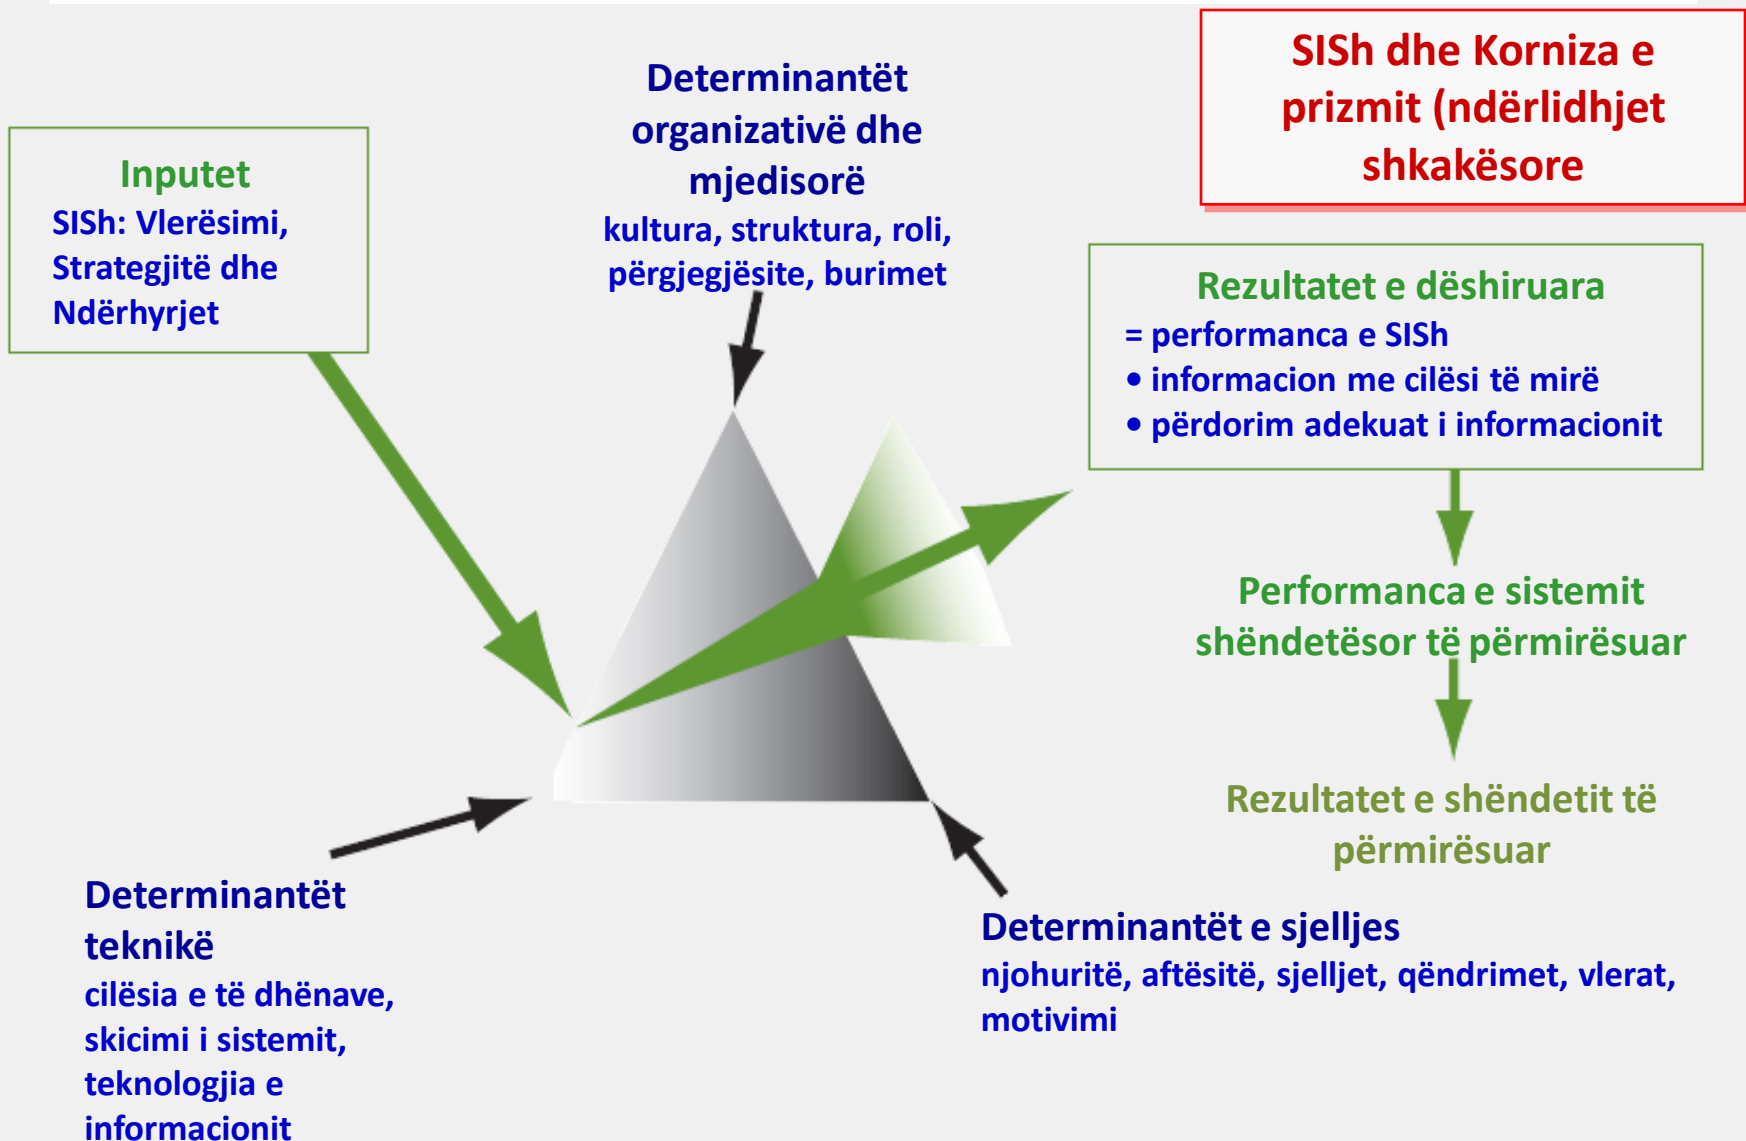 SISh dhe Korniza e
prizmit (ndërlidhjet
shkakësore
Determinantët
organizativë dhe
mjedisorë
kultura, struktura, roli,
përgjegjësite, burimet
Inputet
SISh: Vlerësimi,
Strategjitë dhe
Ndërhyrjet
Rezultatet e dëshiruara
= performanca e SISh
• informacion me cilësi të mirë
• përdorim adekuat i informacionit
Performanca e sistemit
shëndetësor të përmirësuar
Rezultatet e shëndetit të
përmirësuar
Determinantët
teknikë
cilësia e të dhënave,
skicimi i sistemit,
teknologjia e
informacionit
Determinantët e sjelljes
njohuritë, aftësitë, sjelljet, qëndrimet, vlerat,
motivimi